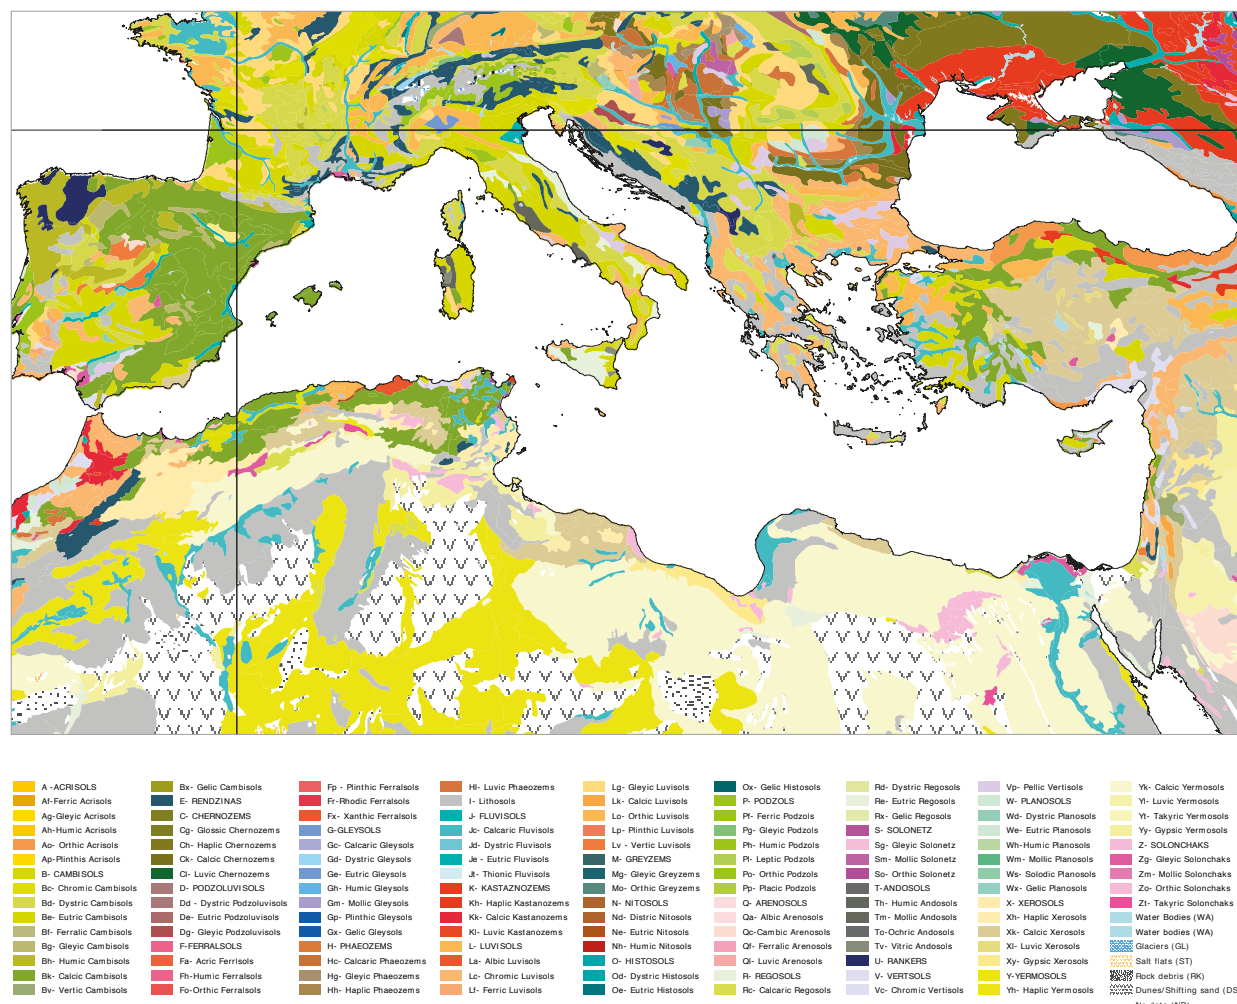 A -ACRISOLS
Af-Ferric Acrisols
Ag-Gleyic Acrisols
Ah-Humic Acrisols
Ao- Orthic Acrisols
Ap-Plinthic Acrisols
B- CAMBISOLS
Bc- Chromic Cambisols
Bd- Dystric Cambisols
Be- Eutric Cambisols
Bf- Ferralic Cambisols
Bg- Gleyic Cambisols
Bh- Humic Cambisols
Bk- Calcic Cambisols
Bv- Vertic Cambisols
Bx- Gelic Cambisols
E- RENDZINAS
C- CHERNOZEMS
Cg- Glossic Chernozems
Ch- Haplic Chernozems
Ck- Calcic Chernozems
Cl- Luvic Chernozems
D- PODZOLUVISOLS
Dd - Dystric Podzoluvisols
De- Eutric Podzoluvisols
Dg- Gleyic Podzoluvisols
F-FERRALSOLS
Fa- Acric Ferrlsols
Fh-Humic Ferralsols
Fo-Orthic Ferralsols
Fp - Plinthic Ferralsols
Fr-Rhodic Ferralsols
Fx- Xanthic Ferralsols
G-GLEYSOLS
Gc- Calcaric Gleysols
Gd- Dystric Gleysols
Ge- Eutric Gleysols
Gh- Humic Gleysols
Gm- Mollic Gleysols
Gp- Plinthic Gleysols
Gx- Gelic Gleysols
H- PHAEOZEMS
Hc- Calcaric Phaeozems
Hg- Gleyic Phaeozems
Hh- Haplic Phaeozems
Hl- Luvic Phaeozems
I- Lithosols
J- FLUVISOLS
Jc- Calcaric Fluvisols
Jd- Dystric Fluvisols
Je - Eutric Fluvisols
Jt- Thionic Fluvisols
K- KASTAZNOZEMS
Kh- Haplic Kastanozems
Kk- Calcic Kastanozems
Kl- Luvic Kastanozems
L- LUVISOLS
La- Albic Luvisols
Lc- Chromic Luvisols
Lf- Ferric Luvisols
Lg- Gleyic Luvisols
Lk- Calcic Luvisols
Lo- Orthic Luvisols
Lp- Plinthic Luvisols
Lv - Vertic Luvisols
M- GREYZEMS
Mg- Gleyic Greyzems
Mo- Orthic Greyzems
N- NITOSOLS
Nd- Distric Nitosols
Ne- Eutric Nitosols
Nh- Humic Nitosols
O- HISTOSOLS
Od- Dystric Histosols
Oe- Eutric Histosols
Ox- Gelic Histosols
P- PODZOLS
Pf- Ferric Podzols
Pg- Gleyic Podzols
Ph- Humic Podzols
Pl- Leptic Podzols
Po- Orthic Podzols
Pp- Placic Podzols
Q- ARENOSOLS
Qa- Albic Arenosols
Qc-Cambic Arenosols
Qf- Ferralic Arenosols
Ql- Luvic Arenosols
R- REGOSOLS
Rc- Calcaric Regosols
Rd- Dystric Regosols
Re- Eutric Regosols
Rx- Gelic Regosols
S- SOLONETZ
Sg- Gleyic Solonetz
Sm- Mollic Solonetz
So- Orthic Solonetz
T-ANDOSOLS
Th- Humic Andosols
Tm- Mollic Andosols
To-Ochric Andosols
Tv- Vitric Andosols
U- RANKERS
V- VERTSOLS
Vc- Chromic Vertisols
Vp- Pellic Vertisols
W- PLANOSOLS
Wd- Dystric Planosols
We- Eutric Planosols
Wh-Humic Planosols
Wm- Mollic Planosols
Ws- Solodic Planosols
Wx- Gelic Planosols
X- XEROSOLS
Xh- Haplic Xerosols
Xk- Calcic Xerosols
Xl- Luvic Xerosols
Xy- Gypsic Xerosols
Y-YERMOSOLS
Yh- Haplic Yermosols
Yk- Calcic Yermosols
Yl- Luvic Yermosols
Yt- Takyric Yermosols
Yy- Gypsic Yermosols
Z- SOLONCHAKS
Zg- Gleyic Solonchaks
Zm- Mollic Solonchaks
Zo- Orthic Solonchaks
Zt- Takyric Solonchaks
Water Bodies (WA)
Water bodies (WA)
Glaciers (GL)
Salt flats (ST)
Rock debris (RK)
Dunes/Shifting sand (DS